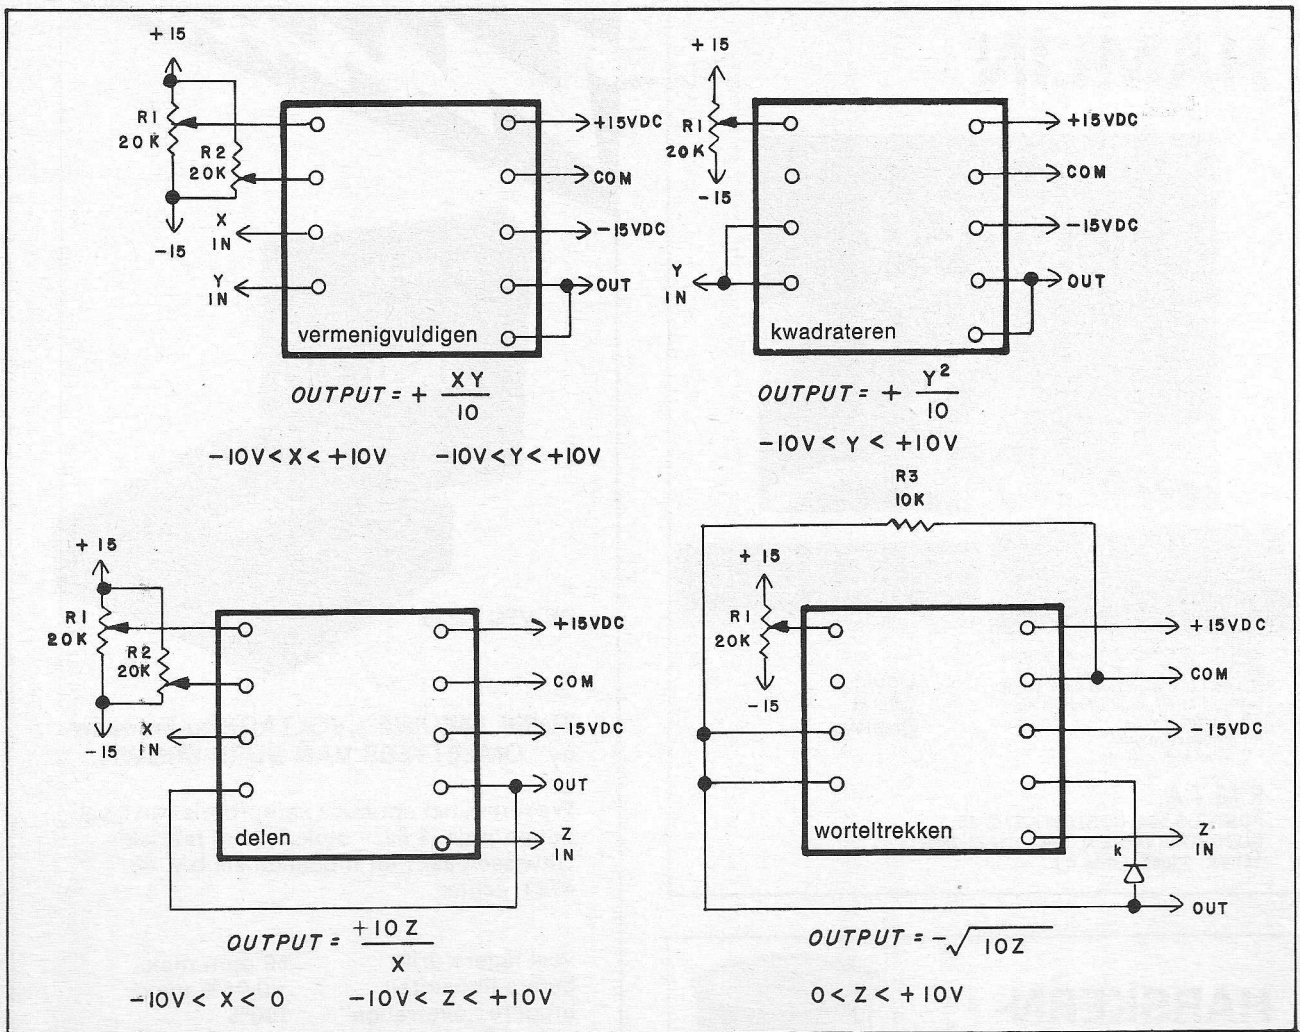 +15
R1
20K
R2
20K
-15
X
IN
Y
IN
+15VDC
COM
-15VDC
OUT
vermenigvuldigen
OUTPUT = + XY
10
-10V < X < +10V -10V < Y < +10V
+15
R1
20K
-15
Y
IN
+15VDC
COM
-15VDC
OUT
kwadrateren
OUTPUT = + Y²
10
-10V < Y < +10V
+15
R1
20K
R2
20K
-15
X
IN
+15VDC
COM
-15VDC
OUT
Z
IN
delen
OUTPUT = +10Z
X
-10V < X < 0 -10V < Z < +10V
R3
10K
+15
R1
20K
-15
+15VDC
COM
-15VDC
Z
IN
k
OUT
worteltrekken
OUTPUT = -√10Z
0 < Z < +10V